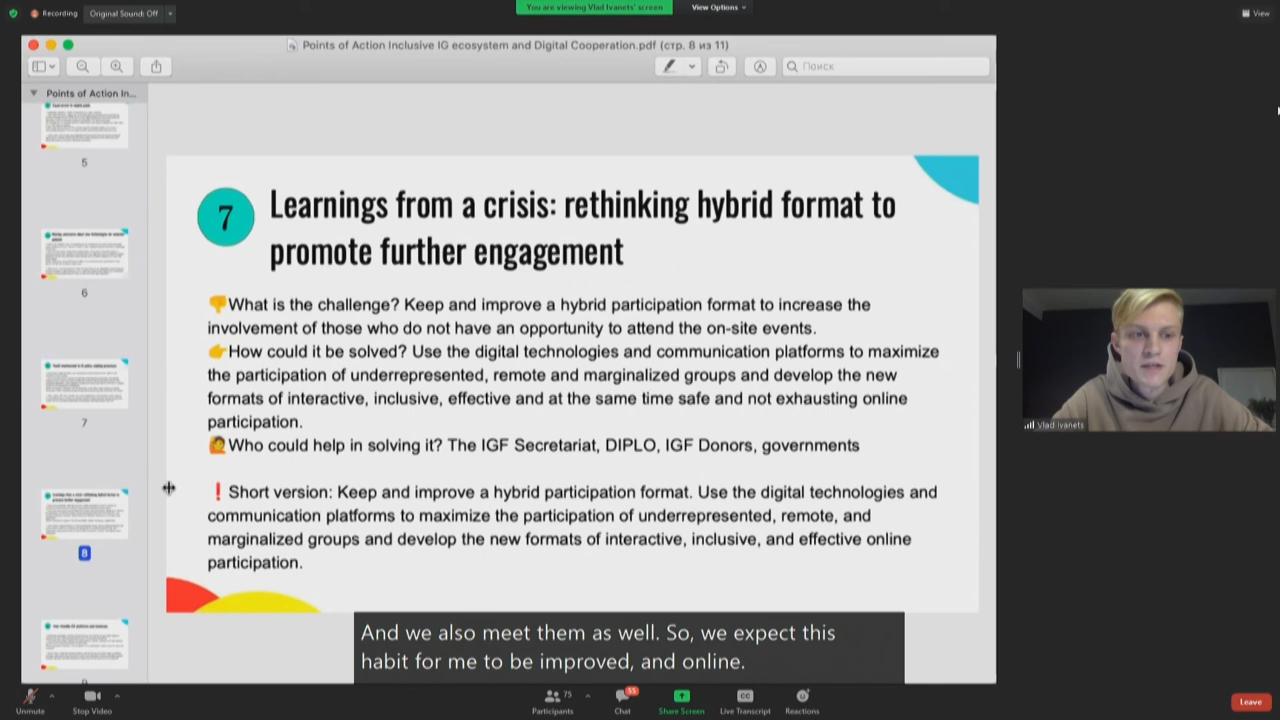 Recording
Original Sound: Off
You are viewing Vlad Ivanets' screen
View Options
View
Points of Action Inclusive IG ecosystem and Digital Cooperation.pdf (стр. 8 из 11)
Поиск
Points of Action In...
5
6
7
8
7
Learnings from a crisis: rethinking hybrid format to
promote further engagement
👎What is the challenge? Keep and improve a hybrid participation format to increase the
involvement of those who do not have an opportunity to attend the on-site events.
👉How could it be solved? Use the digital technologies and communication platforms to maximize
the participation of underrepresented, remote and marginalized groups and develop the new
formats of interactive, inclusive, effective and at the same time safe and not exhausting online
participation.
🙋Who could help in solving it? The IGF Secretariat, DIPLO, IGF Donors, governments
❗Short version: Keep and improve a hybrid participation format. Use the digital technologies and
communication platforms to maximize the participation of underrepresented, remote, and
marginalized groups and develop the new formats of interactive, inclusive, and effective online
participation.
And we also meet them as well. So, we expect this
habit for me to be improved, and online.
Vlad Ivanets
Unmute
Stop Video
75
Participants
55
Chat
Share Screen
CC
Live Transcript
Reactions
Leave